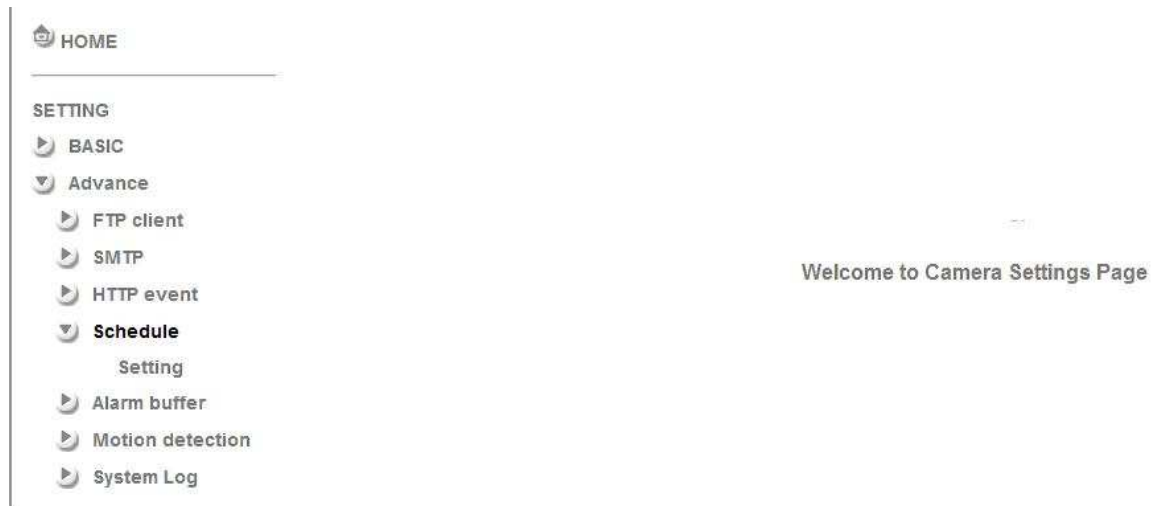 HOME
SETTING
BASIC
Advance
FTP client
SMTP
HTTP event
Schedule
Setting
Alarm buffer
Motion detection
System Log
Welcome to Camera Settings Page